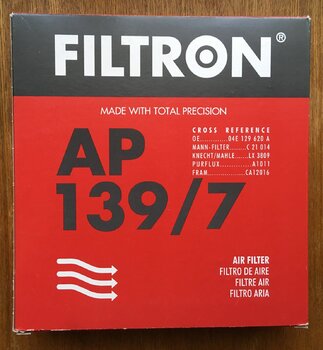 FILTRON®
MADE WITH TOTAL PRECISION
AP
139/7
CROSS REFERENCE
OE............04E 129 620 A
MANN-FILTER......C 21 014
KNECHT/MAHLE....LX 3809
PURFLUX..........A1011
FRAM............CA12016
AIR FILTER
FILTRO DE AIRE
FILTRE AIR
FILTRO ARIA